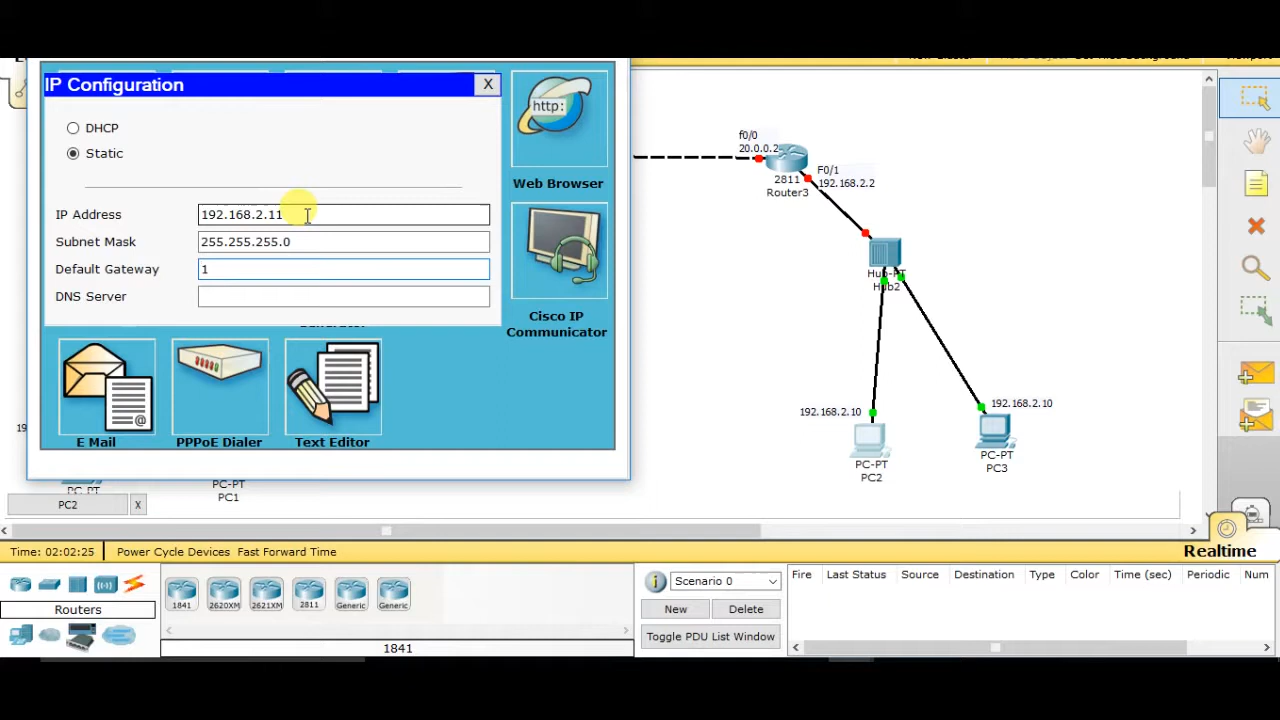 IP Configuration
X
DHCP
Static
IP Address
192.168.2.11
Subnet Mask
255.255.255.0
Default Gateway
1
DNS Server
http:
Web Browser
Cisco IP
Communicator
E Mail
PPPoE Dialer
Text Editor
f0/0
20.0.0.2
2811
Router3
F0/1
192.168.2.2
Hub-PT
Hub2
192.168.2.10
PC-PT
PC2
192.168.2.10
PC-PT
PC3
PC-PT
PC-PT
PC1
PC2
X
Time: 02:02:25
Power Cycle Devices Fast Forward Time
Realtime
Routers
1841
2620XM
2621XM
2811
Generic
Generic
1841
Scenario 0
New
Delete
Toggle PDU List Window
Fire
Last Status
Source
Destination
Type
Color
Time (sec)
Periodic
Num